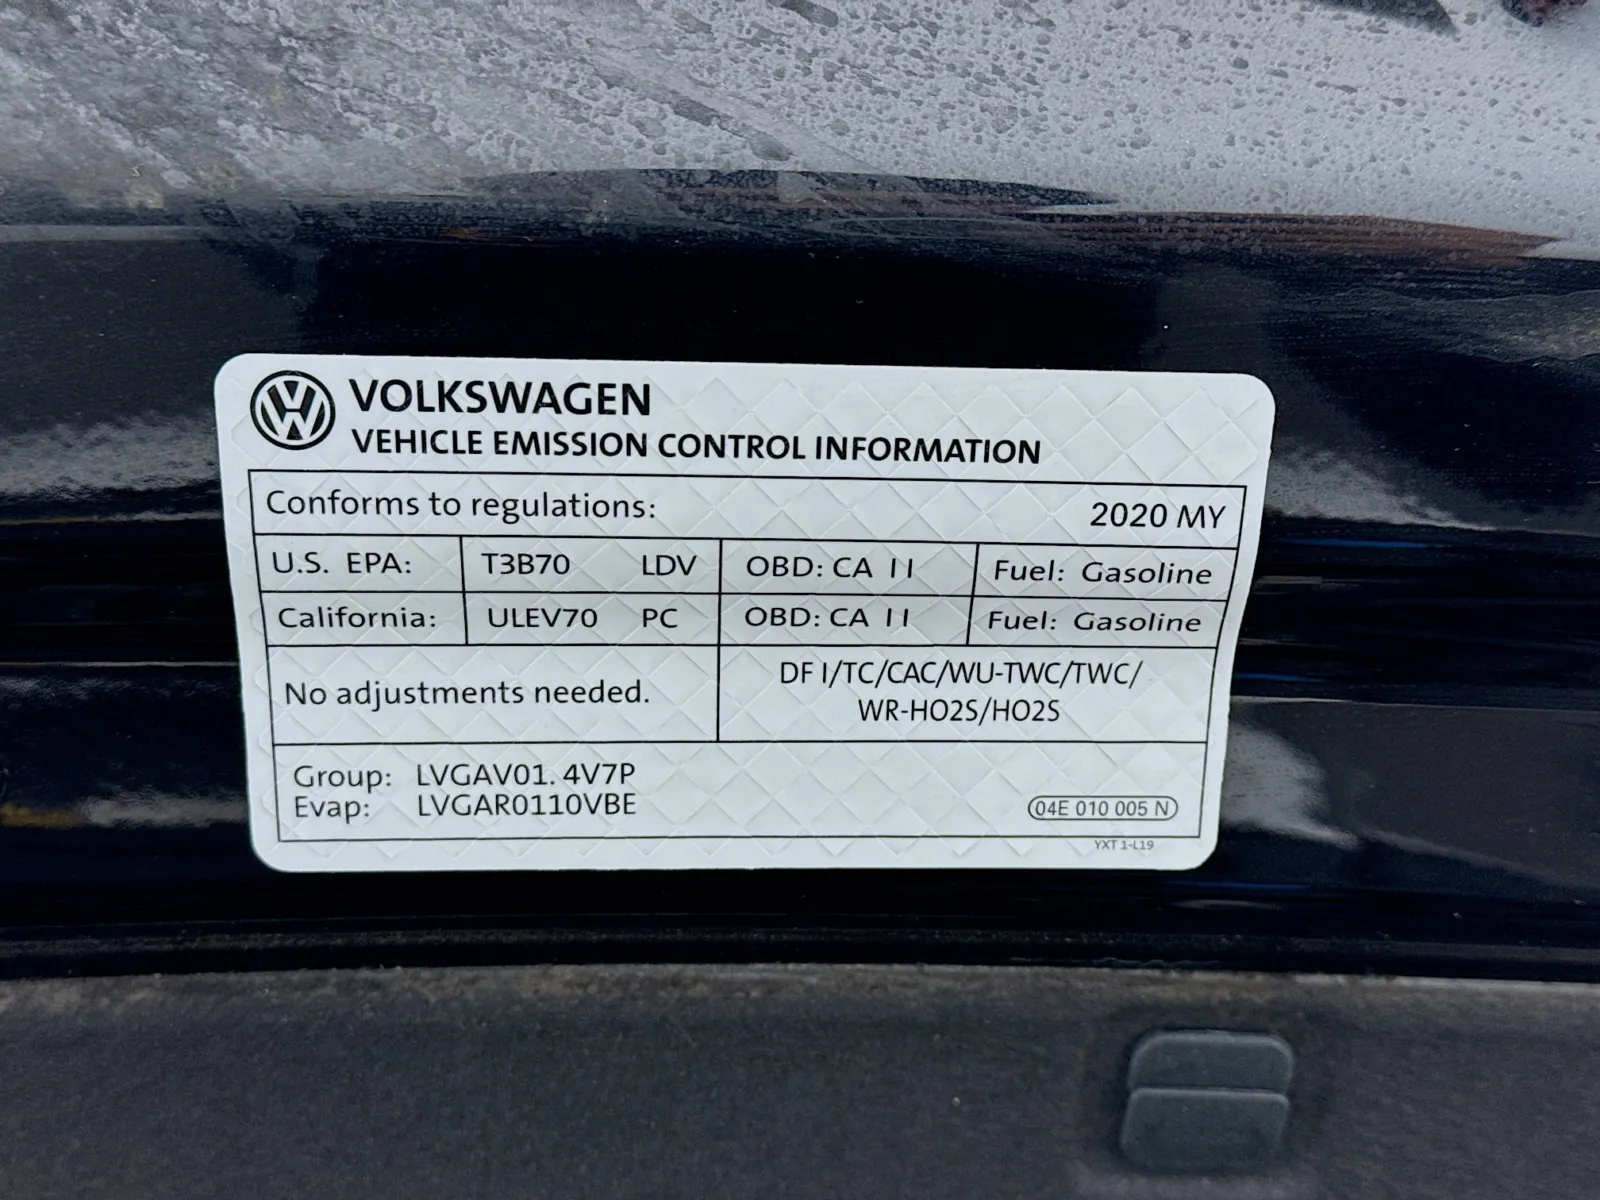 VOLKSWAGEN
VEHICLE EMISSION CONTROL INFORMATION
Conforms to regulations: 2020 MY
U.S. EPA: T3B70 LDV OBD: CA II Fuel: Gasoline
California: ULEV70 PC OBD: CA II Fuel: Gasoline
No adjustments needed.
DFI/TC/CAC/WU-TWC/TWC/
WR-HO2S/HO2S
Group: LVGAV01.4V7P
Evap: LVGAR0110VBE
04E 010 005 N
YXT 1-L19